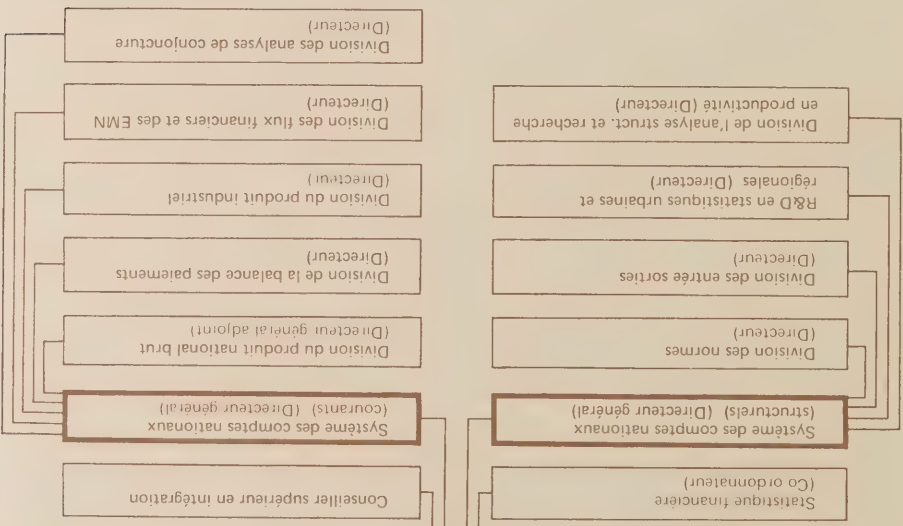 Statistique financière
(Co ordonnateur)
Système des comptes nationaux
(structurels) (Directeur général)
Division des normes
(Directeur)
Division des entrée sorties
(Directeur)
R&D en statistiques urbaines et
régionales (Directeur)
Division de l'analyse struct. et recherche
en productivité (Directeur)
Conseiller supérieur en intégration
Système des comptes nationaux
(courants) (Directeur général)
Division du produit national brut
(Directeur général adjoint)
Division de la balance des paiements
(Directeur)
Division du produit industriel
(Directeur)
Division des flux financiers et des EMN
(Directeur)
Division des analyses de conjoncture
(Directeur)